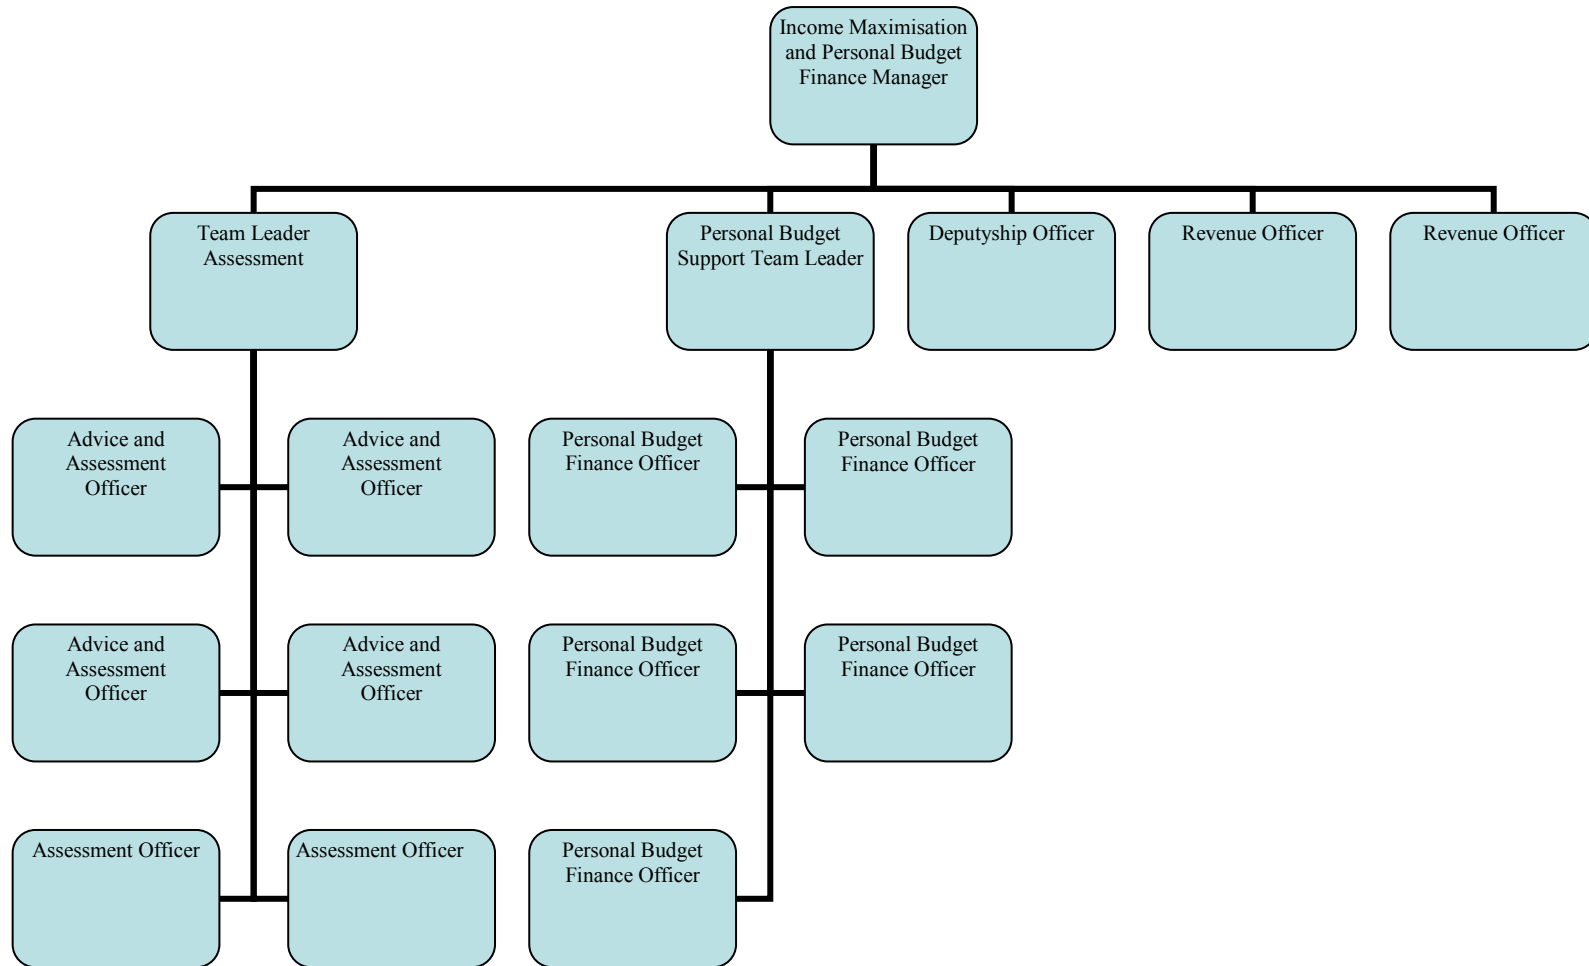 Income Maximisation
and Personal Budget
Finance Manager
Team Leader
Assessment
Personal Budget
Support Team Leader
Deputyship Officer
Revenue Officer
Revenue Officer
Advice and
Assessment
Officer
Advice and
Assessment
Officer
Personal Budget
Finance Officer
Personal Budget
Finance Officer
Advice and
Assessment
Officer
Advice and
Assessment
Officer
Personal Budget
Finance Officer
Personal Budget
Finance Officer
Assessment Officer
Assessment Officer
Personal Budget
Finance Officer